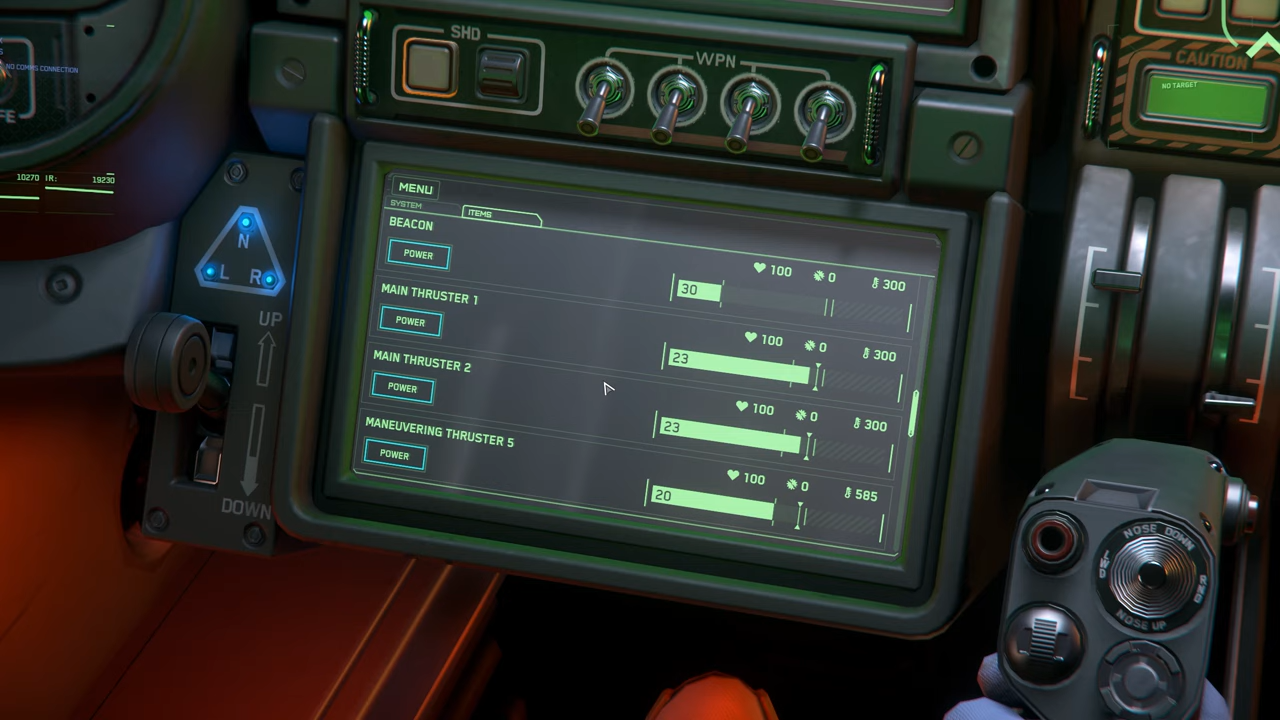 SHD
WPN
CAUTION
NO TARGET
NO COMMS CONNECTION
FE
10270 IR: 19230
N
L R
UP
DOWN
MENU
SYSTEM ITEMS
BEACON
POWER
100 0 300
30
MAIN THRUSTER 1
POWER
100 0 300
23
MAIN THRUSTER 2
POWER
100 0 300
23
MANEUVERING THRUSTER 5
POWER
100 0 585
20
NOSE DOWN
NOSE UP